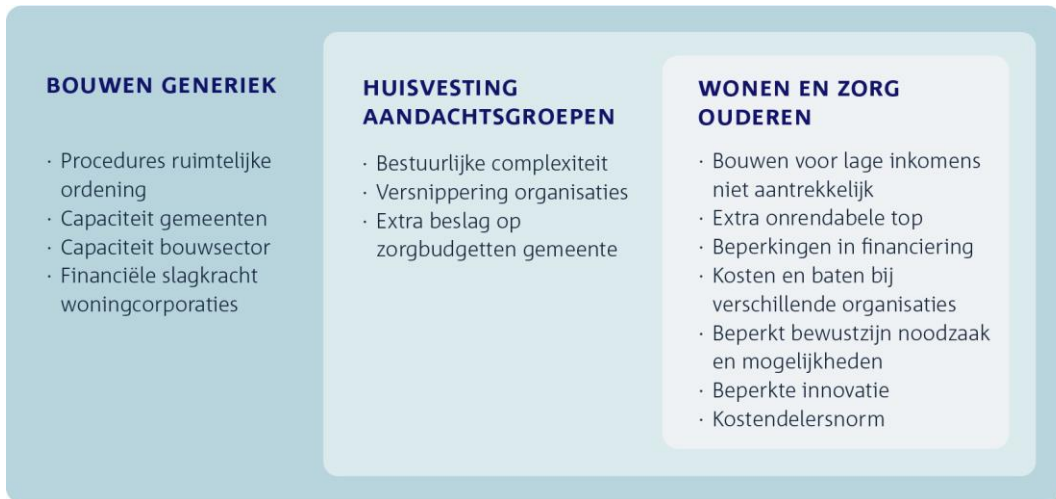 BOUWEN GENERIEK
· Procedures ruimtelijke
ordening
· Capaciteit gemeenten
· Capaciteit bouwsector
· Financiële slagkracht
woningcorporaties
HUISVESTING
AANDACHTSGROEPEN
· Bestuurlijke complexiteit
· Versnippering organisaties
· Extra beslag op
zorgbudgetten gemeente
WONEN EN ZORG
OUDEREN
· Bouwen voor lage inkomens
niet aantrekkelijk
· Extra onrendabele top
· Beperkingen in financiering
· Kosten en baten bij
verschillende organisaties
· Beperkt bewustzijn noodzaak
en mogelijkheden
· Beperkte innovatie
· Kostendelersnorm